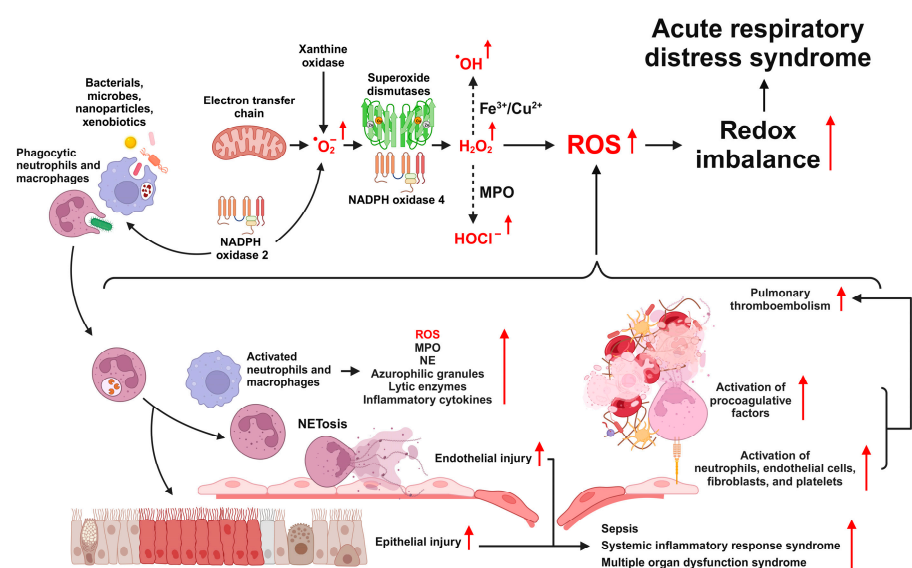 Acute respiratory
distress syndrome
Xanthine
oxidase
•OH
Bacterials,
microbes,
nanoparticles,
xenobiotics
Superoxide
dismutases
Electron transfer
chain
Fe³⁺/Cu²⁺
Phagocytic
neutrophils and
macrophages
•O₂⁻
H₂O₂
ROS
Redox
imbalance
NADPH oxidase 4
MPO
NADPH
oxidase 2
HOCl⁻
Pulmonary
thromboembolism
Activated
neutrophils and
macrophages
ROS
MPO
NE
Azurophilic granules
Lytic enzymes
Inflammatory cytokines
Activation of
procoagulative
factors
NETosis
Endothelial injury
Activation of
neutrophils, endothelial cells,
fibroblasts, and platelets
Epithelial injury
Sepsis
Systemic inflammatory response syndrome
Multiple organ dysfunction syndrome